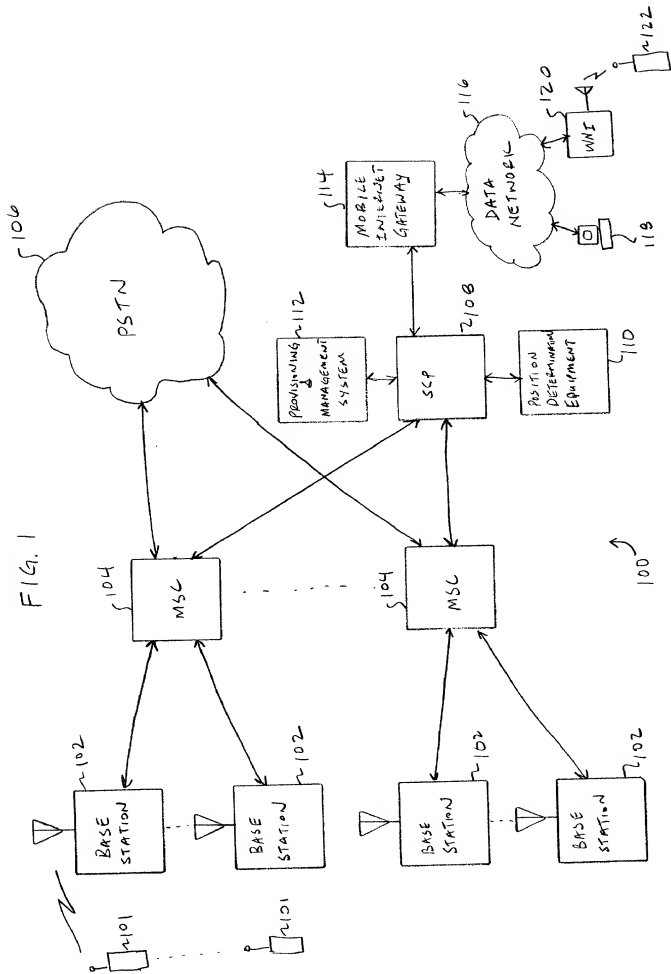 FIG. 1
106
PSTN
104
MSC
104
MSC
102
BASE
STATION
102
BASE
STATION
102
BASE
STATION
102
BASE
STATION
101
101
PROVISIONING
&
MANAGEMENT
SYSTEM
112
SCP
108
POSITION
DETERMINATION
EQUIPMENT
110
114
MOBILE
INTERNET
GATEWAY
116
DATA
NETWORK
118
120
WNI
122
100